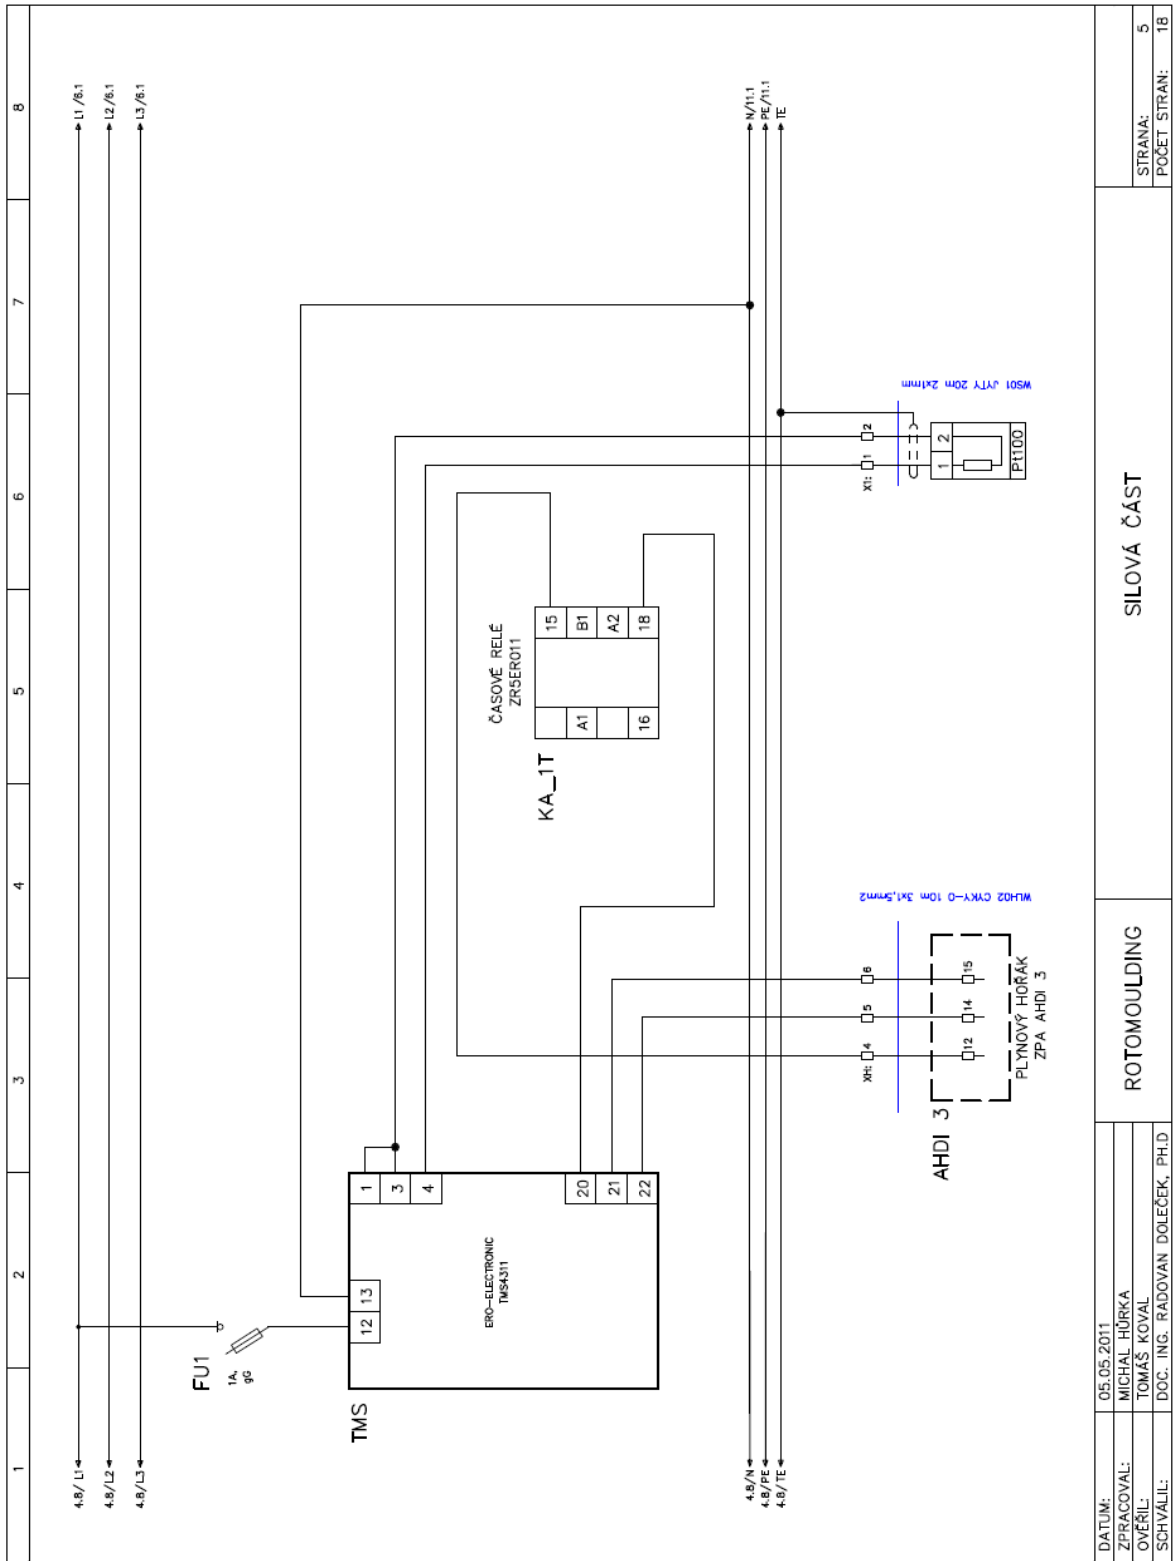 1
2
3
4
5
6
7
8
4.8/ L1
L1 /6.1
4.8/L2
L2 /6.1
4.8/L3
L3 /6.1
FU1
1A,
gG
TMS
12
13
1
3
4
20
21
22
ERO-ELECTRONIC
TMS4311
ČASOVÉ RELÉ
ZR5ER011
KA_1T
A1
16
15
B1
A2
18
4.8/N
N/11.1
4.8/PE
PE/11.1
4.8/TE
TE
XH:
4
5
6
WLH02 CYKY-O 10m 3x1,5mm2
AHDI 3
12
14
15
PLYNOVÝ HOŘÁK
ZPA AHDI 3
X1:
1
2
WS01 JYTY 20m 2x1mm
1
2
Pt100
DATUM:
05.05.2011
ZPRACOVAL:
MICHAL HŮRKA
OVĚŘIL:
TOMÁŠ KOVAL
SCHVÁLIL:
DOC. ING. RADOVAN DOLEČEK, PH.D
ROTOMOULDING
SILOVÁ ČÁST
STRANA: 5
POČET STRAN: 18